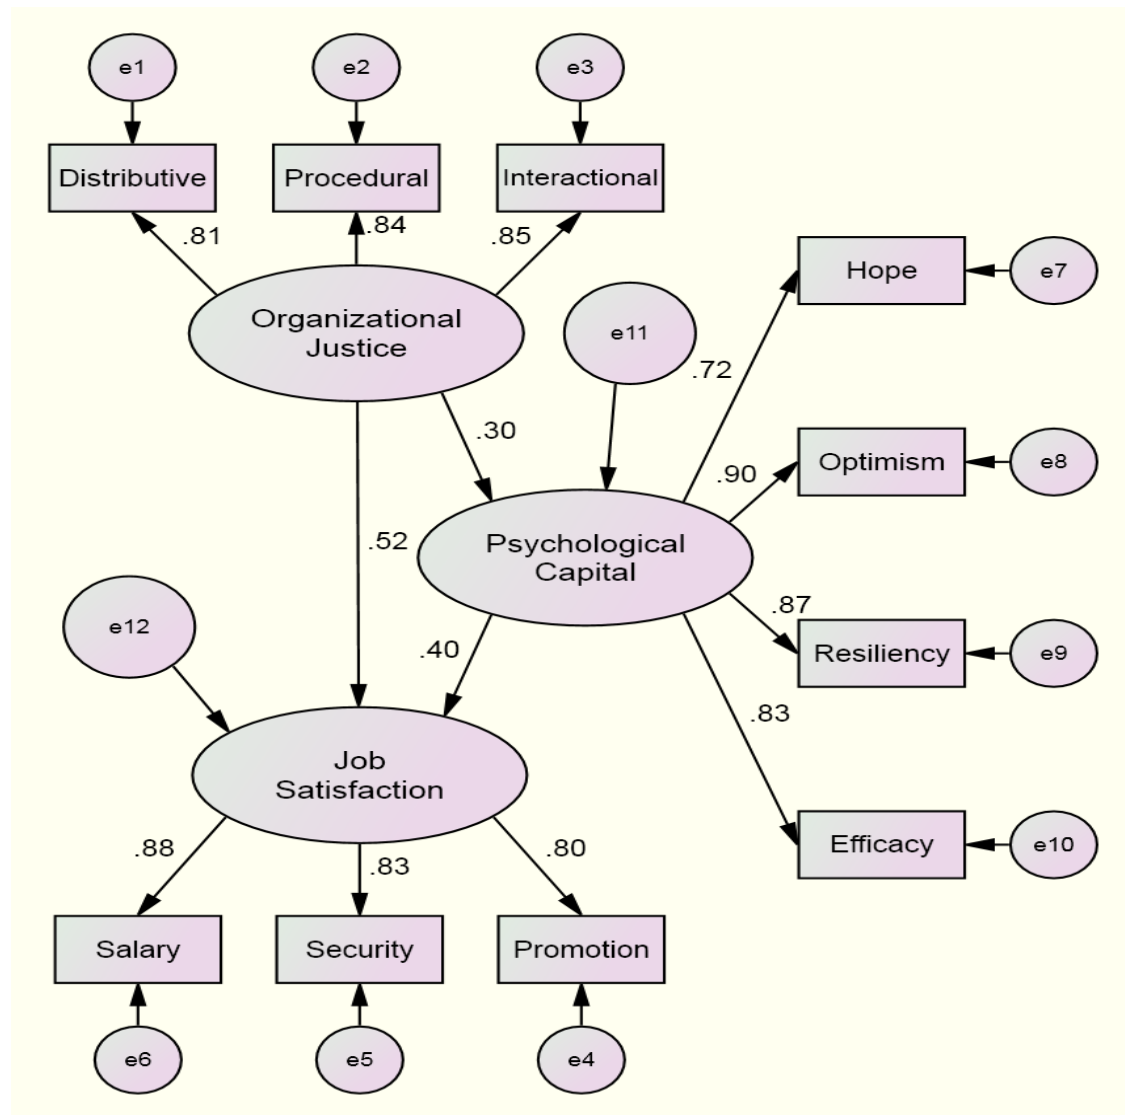 e1
e2
e3
Distributive
Procedural
Interactional
.81
.84
.85
Hope
e7
Organizational
Justice
e11
.72
.30
Optimism
e8
.90
.52
Psychological
Capital
.87
e12
.40
Resiliency
e9
.83
Job
Satisfaction
.88
.83
.80
Efficacy
e10
Salary
Security
Promotion
e6
e5
e4